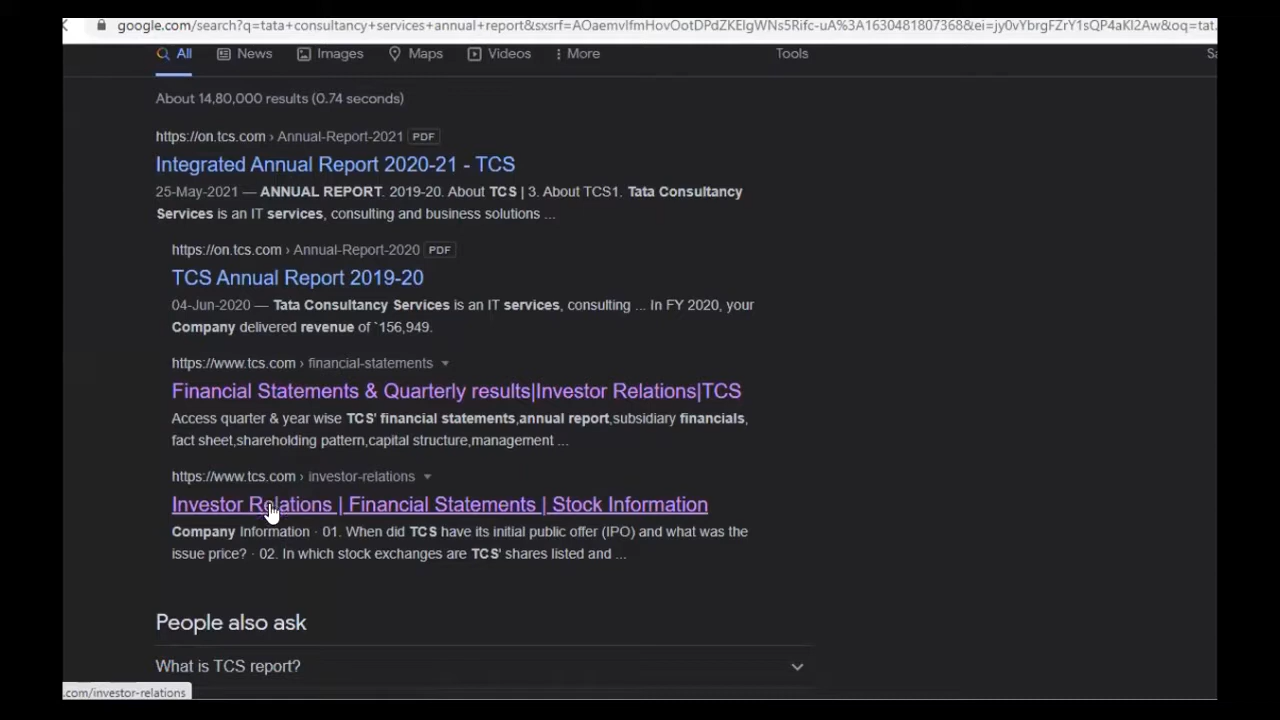 google.com/search?q=tata+consultancy+services+annual+report&sxsrf=AOaemvIfmHovOotDPdZKElgWNs5Rifc-uA%3A1630481807368&ei=jy0vYbrgFZrY1sQP4aKl2Aw&oq=tat.
All News Images Maps Videos More Tools
About 14,80,000 results (0.74 seconds)
https://on.tcs.com › Annual-Report-2021 PDF
Integrated Annual Report 2020-21 - TCS
25-May-2021 — ANNUAL REPORT. 2019-20. About TCS | 3. About TCS1. Tata Consultancy
Services is an IT services, consulting and business solutions ...
https://on.tcs.com › Annual-Report-2020 PDF
TCS Annual Report 2019-20
04-Jun-2020 — Tata Consultancy Services is an IT services, consulting ... In FY 2020, your
Company delivered revenue of `156,949.
https://www.tcs.com › financial-statements
Financial Statements & Quarterly results|Investor Relations|TCS
Access quarter & year wise TCS' financial statements,annual report,subsidiary financials,
fact sheet,shareholding pattern,capital structure,management ...
https://www.tcs.com › investor-relations
Investor Relations | Financial Statements | Stock Information
Company Information · 01. When did TCS have its initial public offer (IPO) and what was the
issue price? · 02. In which stock exchanges are TCS' shares listed and ...
People also ask
What is TCS report?
.com/investor-relations